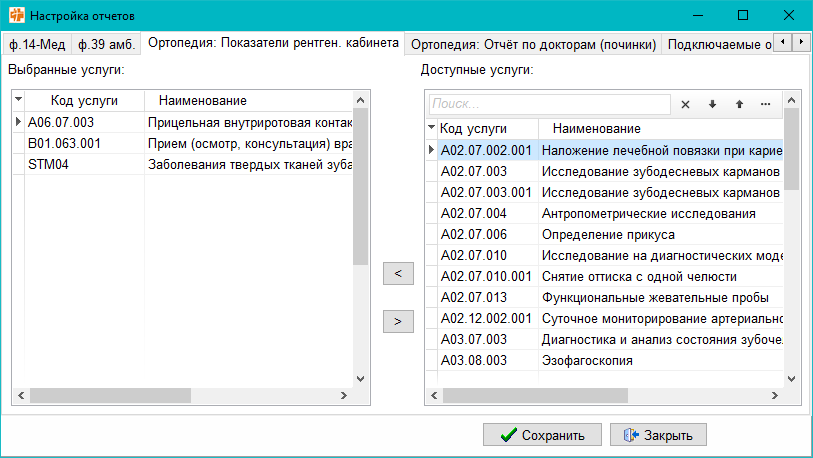 Настройка отчетов
ф.14-Мед ф.39 амб. Ортопедия: Показатели рентген. кабинета Ортопедия: Отчёт по докторам (починки) Подключаемые о
Выбранные услуги:
Код услуги Наименование
A06.07.003 Прицельная внутриротовая контак
B01.063.001 Прием (осмотр, консультация) вра
STM04 Заболевания твердых тканей зуба
<
>
Доступные услуги:
Поиск...
Код услуги Наименование
A02.07.002.001 Наложение лечебной повязки при карие
A02.07.003 Исследование зубодесневых карманов
A02.07.003.001 Исследование зубодесневых карманов
A02.07.004 Антропометрические исследования
A02.07.006 Определение прикуса
A02.07.010 Исследование на диагностических моде
A02.07.010.001 Снятие оттиска с одной челюсти
A02.07.013 Функциональные жевательные пробы
A02.12.002.001 Суточное мониторирование артериально
A03.07.003 Диагностика и анализ состояния зубоче
A03.08.003 Эзофагоскопия
Сохранить Закрыть